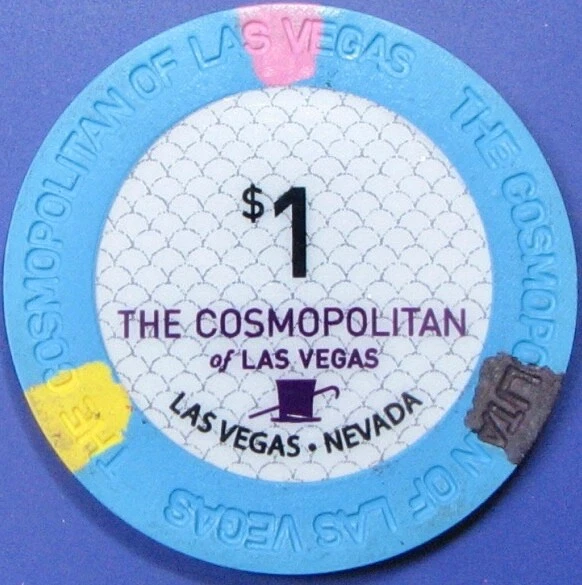 $1
THE COSMOPOLITAN
of LAS VEGAS
LAS VEGAS • NEVADA
THE COSMOPOLITAN OF LAS VEGAS
THE COSMOPOLITAN OF LAS VEGAS